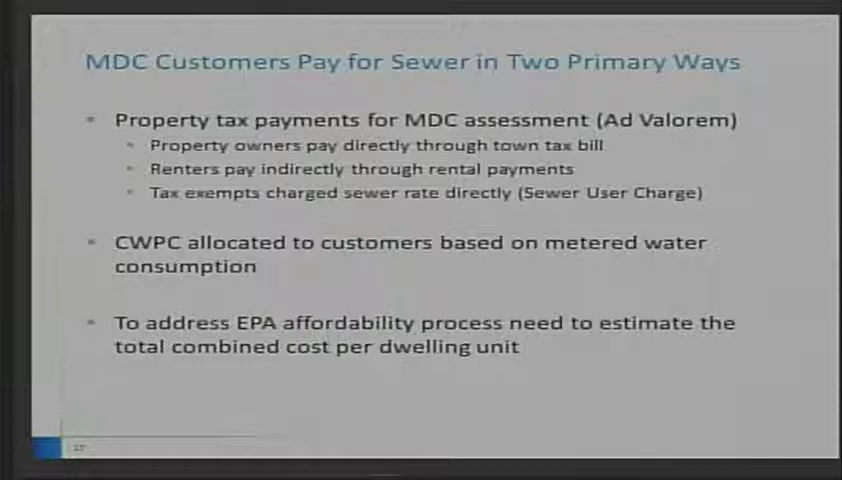 MDC Customers Pay for Sewer in Two Primary Ways
Property tax payments for MDC assessment (Ad Valorem)
Property owners pay directly through town tax bill
Renters pay indirectly through rental payments
Tax exempts charged sewer rate directly (Sewer User Charge)
CWPC allocated to customers based on metered water
consumption
To address EPA affordability process need to estimate the
total combined cost per dwelling unit